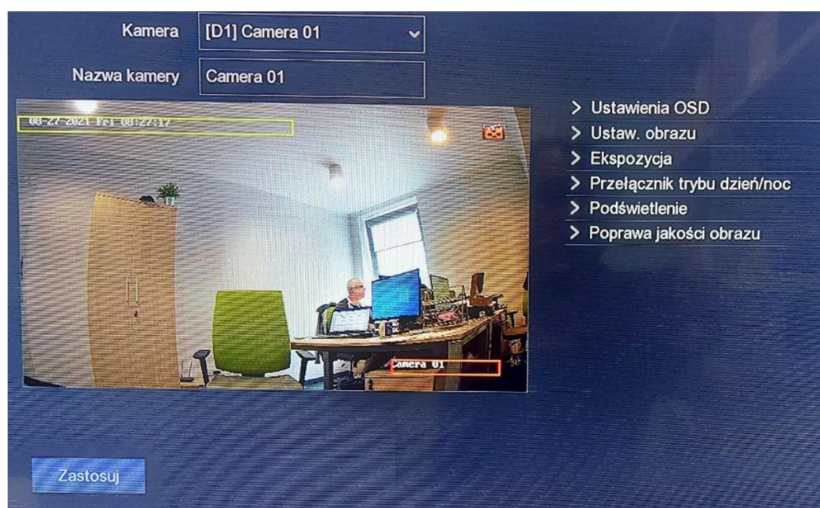 Kamera [D1] Camera 01
Nazwa kamery Camera 01
08-27-2021 Fri 08:27:17
Camera 01
Ustawienia OSD
Ustaw. obrazu
Ekspozycja
Przełącznik trybu dzień/noc
Podświetlenie
Poprawa jakości obrazu
Zastosuj